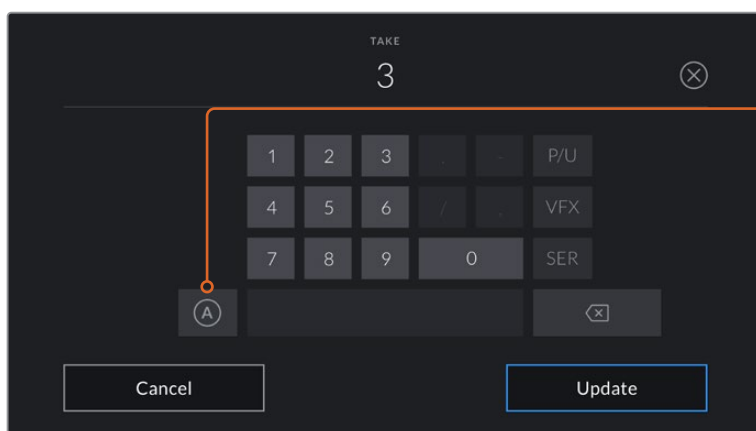 TAKE
3
1 2 3 . - P/U
4 5 6 / , VFX
7 8 9 0 SER
A
Cancel Update